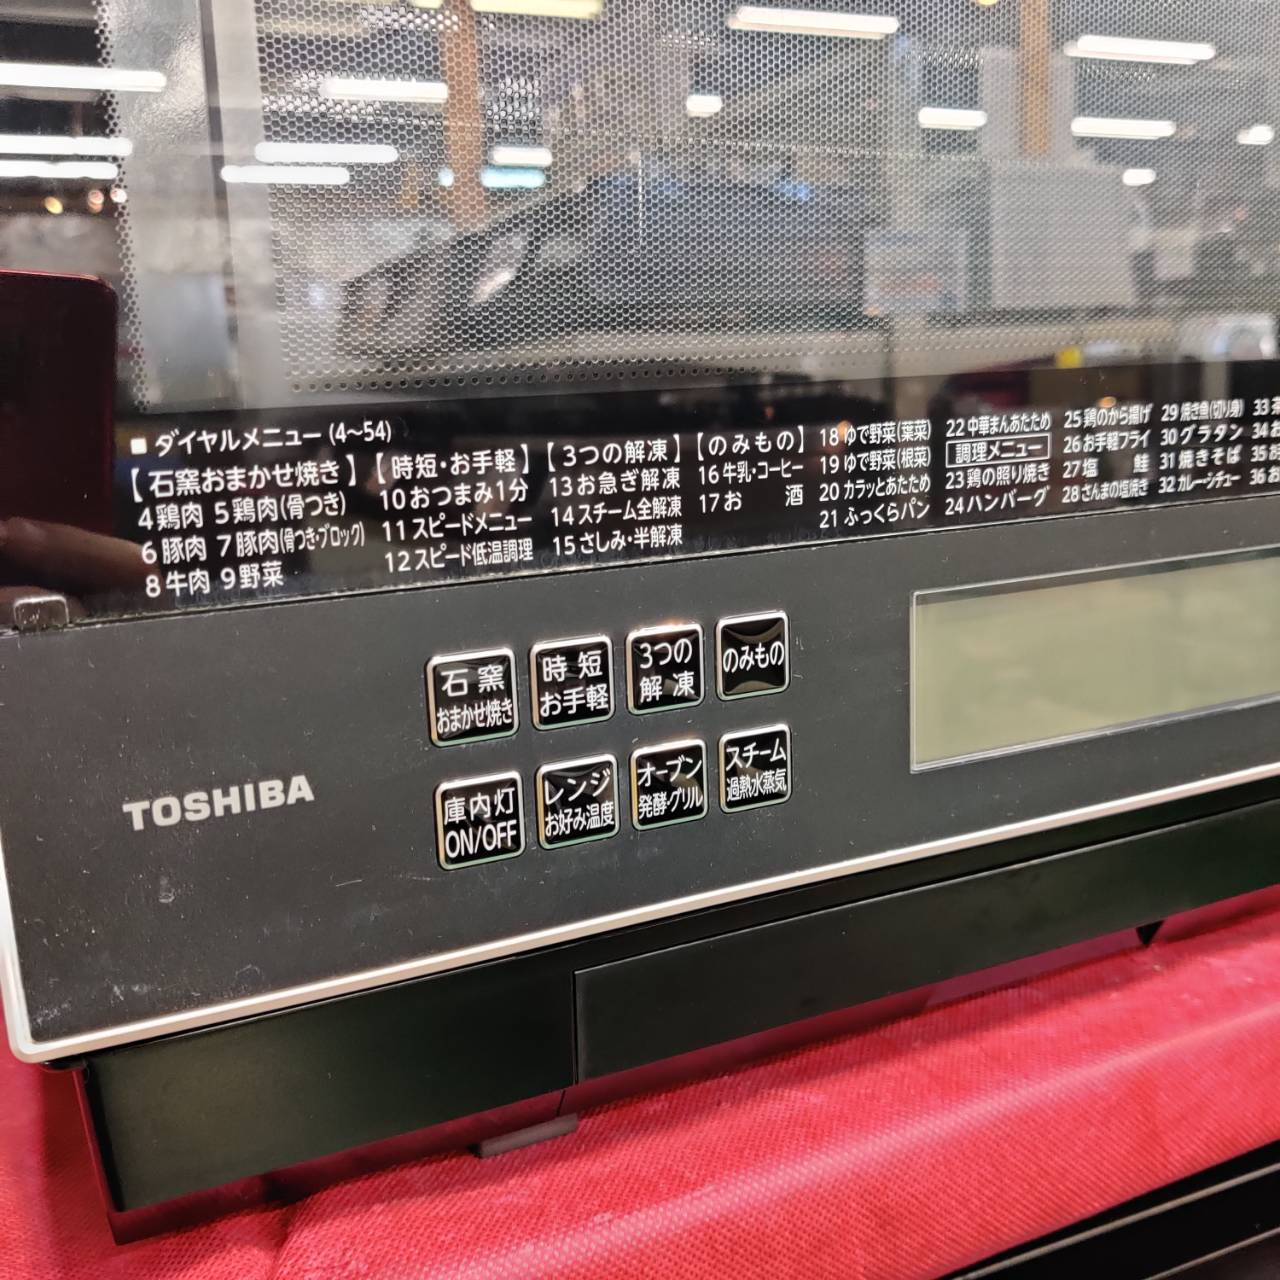 ■ ダイヤルメニュー (4~54)
【石窯おまかせ焼き】
4 鶏肉 5 鶏肉(骨つき)
6 豚肉 7 豚肉(骨つき・ブロック)
8 牛肉 9 野菜
【時短・お手軽】
10 おつまみ1分
11 スピードメニュー
12 スピード低温調理
【3つの解凍】
13 お急ぎ解凍
14 スチーム全解凍
15 さしみ・半解凍
【のみもの】
16 牛乳・コーヒー
17 お 酒
18 ゆで野菜(葉菜)
19 ゆで野菜(根菜)
20 カラッとあたため
21 ふっくらパン
22 中華まんあたため
調理メニュー
23 鶏の照り焼き
24 ハンバーグ
25 鶏のから揚げ
26 お手軽フライ
27 塩 鮭
28 さんまの塩焼き
29 焼き魚(切り身)
30 グラタン
31 焼きそば
32 カレーシチュー
33
34 お
35 お
36 お
石 窯
おまかせ焼き
時 短
お手軽
3つの
解 凍
のみもの
庫内灯
ON/OFF
レンジ
お好み温度
オーブン
発酵・グリル
スチーム
過熱水蒸気
TOSHIBA